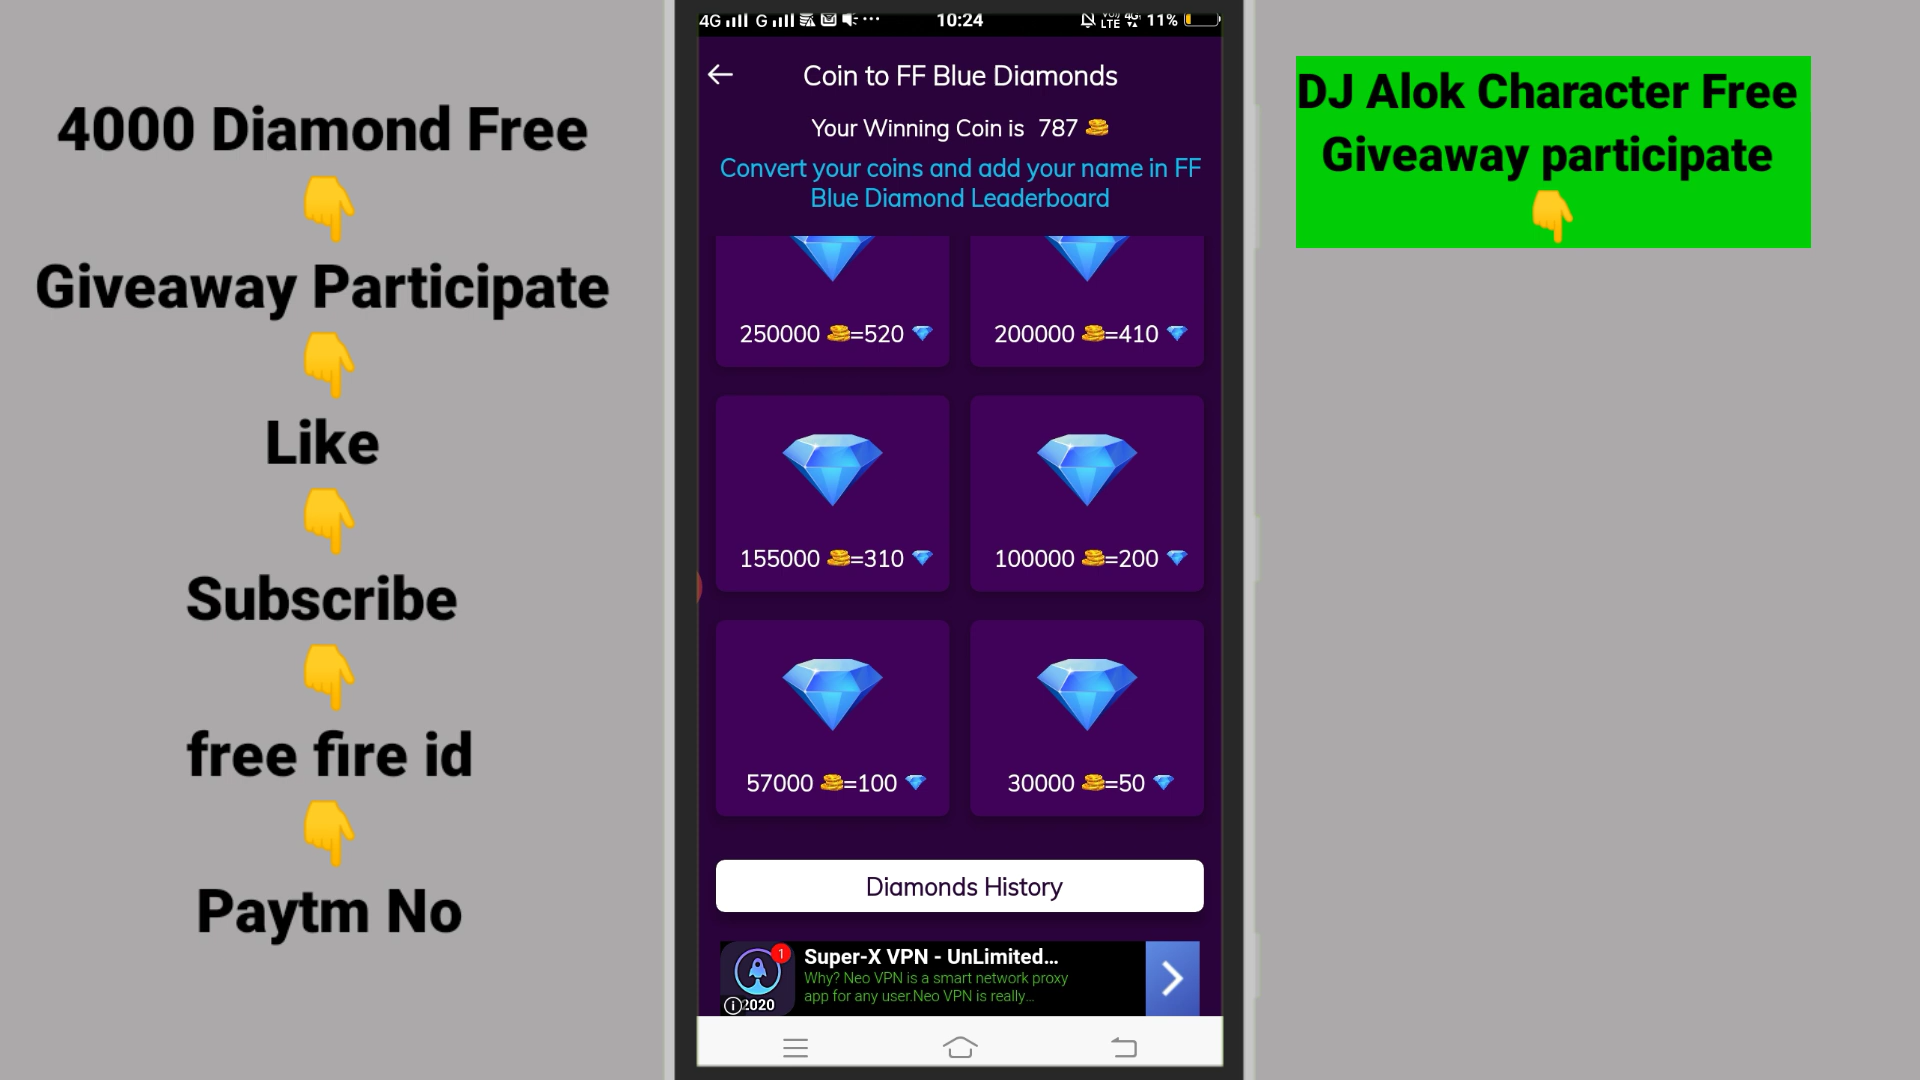 4000 Diamond Free
Giveaway Participate
Like
Subscribe
free fire id
Paytm No
4G G 10:24 LTE 4G 11%
Coin to FF Blue Diamonds
Your Winning Coin is 787
Convert your coins and add your name in FF
Blue Diamond Leaderboard
250000 =520
200000 =410
155000 =310
100000 =200
57000 =100
30000 =50
Diamonds History
1
2020
Super-X VPN - UnLimited...
Why? Neo VPN is a smart network proxy
app for any user.Neo VPN is really...
DJ Alok Character Free
Giveaway participate